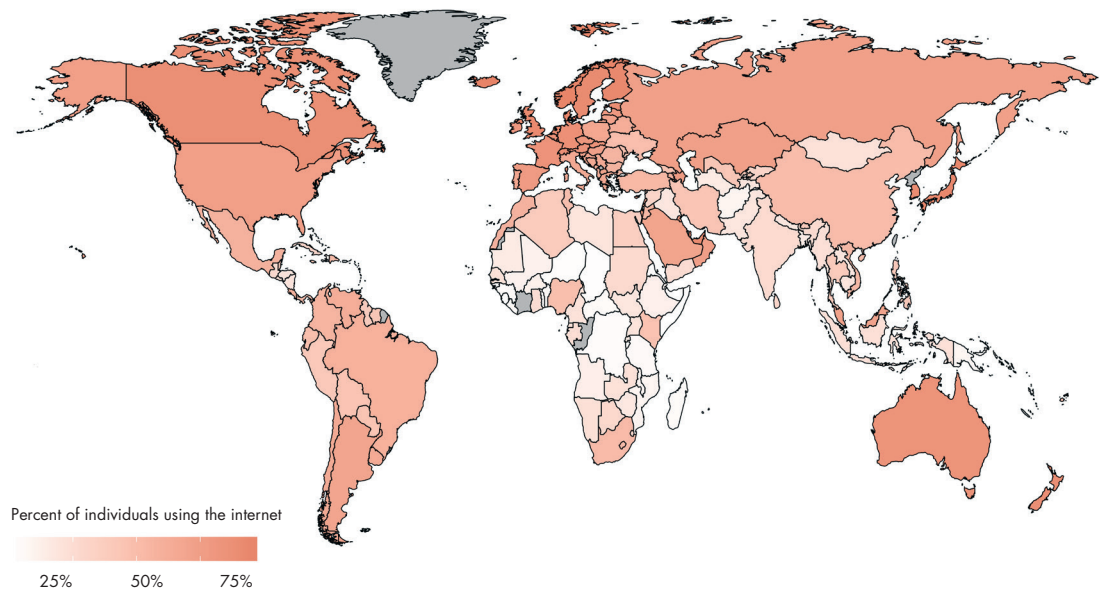 Percent of individuals using the internet
25% 50% 75%